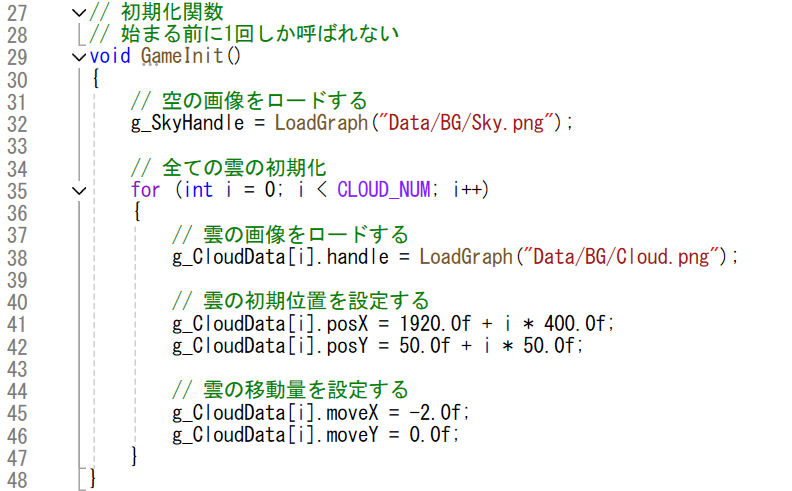 27 // 初期化関数
28 // 始まる前に1回しか呼ばれない
29 void GameInit()
30 {
31 // 空の画像をロードする
32 g_SkyHandle = LoadGraph("Data/BG/Sky.png");
33
34 // 全ての雲の初期化
35 for (int i = 0; i < CLOUD_NUM; i++)
36 {
37 // 雲の画像をロードする
38 g_CloudData[i].handle = LoadGraph("Data/BG/Cloud.png");
39
40 // 雲の初期位置を設定する
41 g_CloudData[i].posX = 1920.0f + i * 400.0f;
42 g_CloudData[i].posY = 50.0f + i * 50.0f;
43
44 // 雲の移動量を設定する
45 g_CloudData[i].moveX = -2.0f;
46 g_CloudData[i].moveY = 0.0f;
47 }
48 }